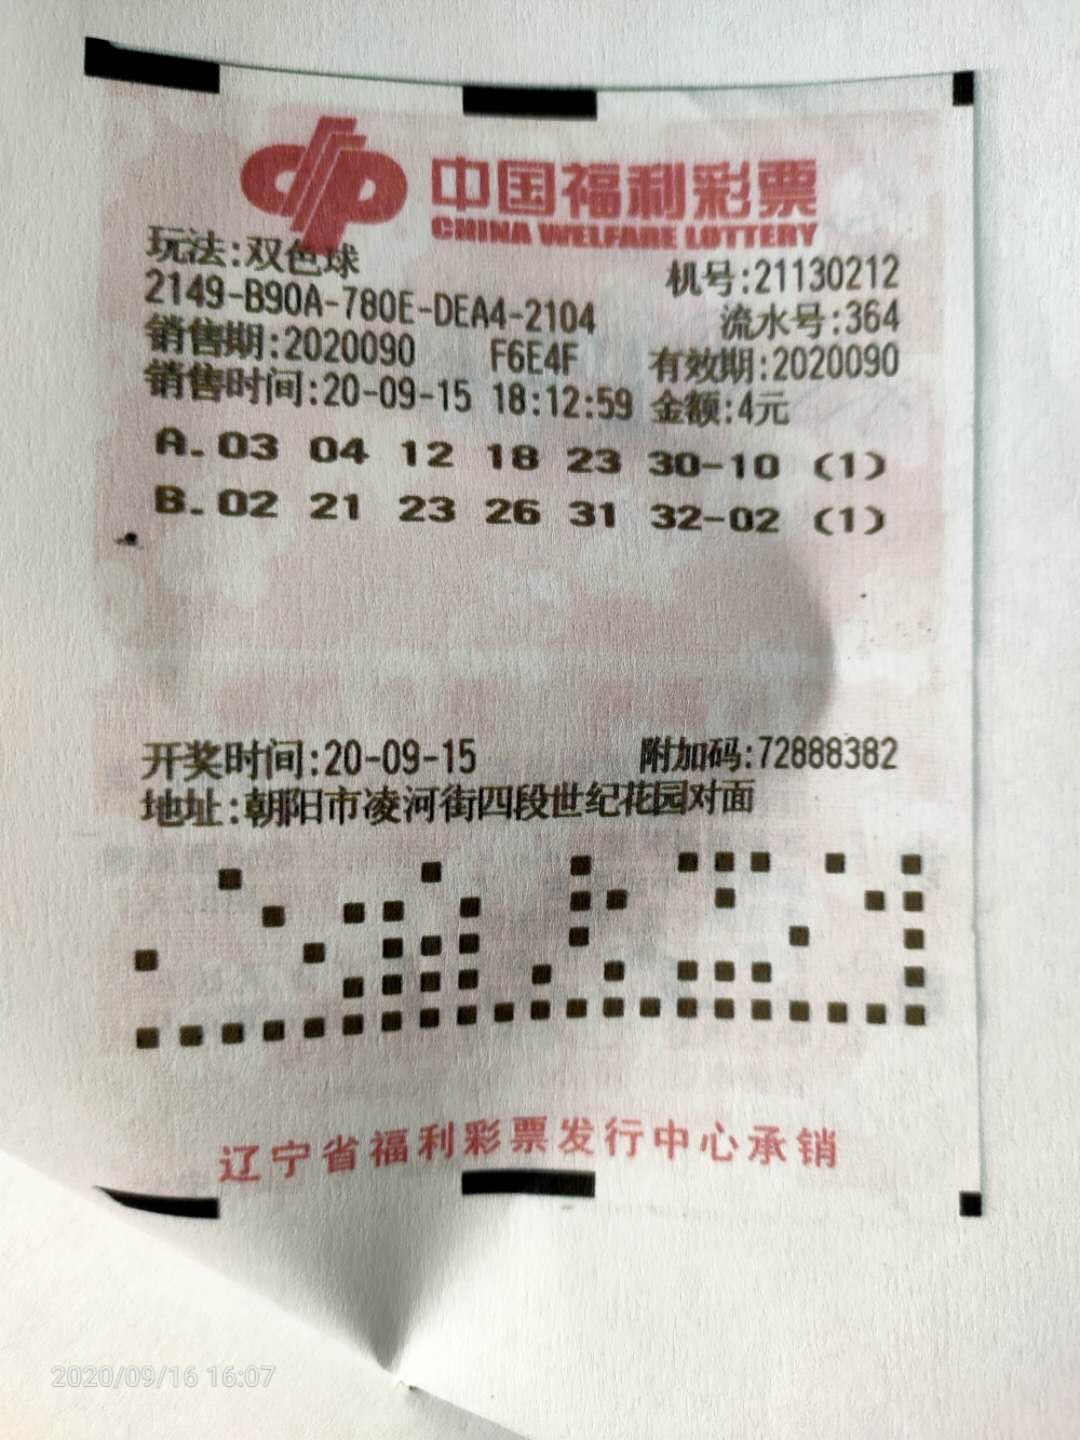 中国福利彩票
CHINA WELFARE LOTTERY
玩法:双色球 机号:21130212
2149-B90A-780E-DEA4-2104 流水号:364
销售期:2020090 F6E4F 有效期:2020090
销售时间:20-09-15 18:12:59 金额:4元
A.03 04 12 18 23 30-10 (1)
B.02 21 23 26 31 32-02 (1)
开奖时间:20-09-15 附加码:72888382
地址:朝阳市凌河街四段世纪花园对面
辽宁省福利彩票发行中心承销
2020/09/16 16:07